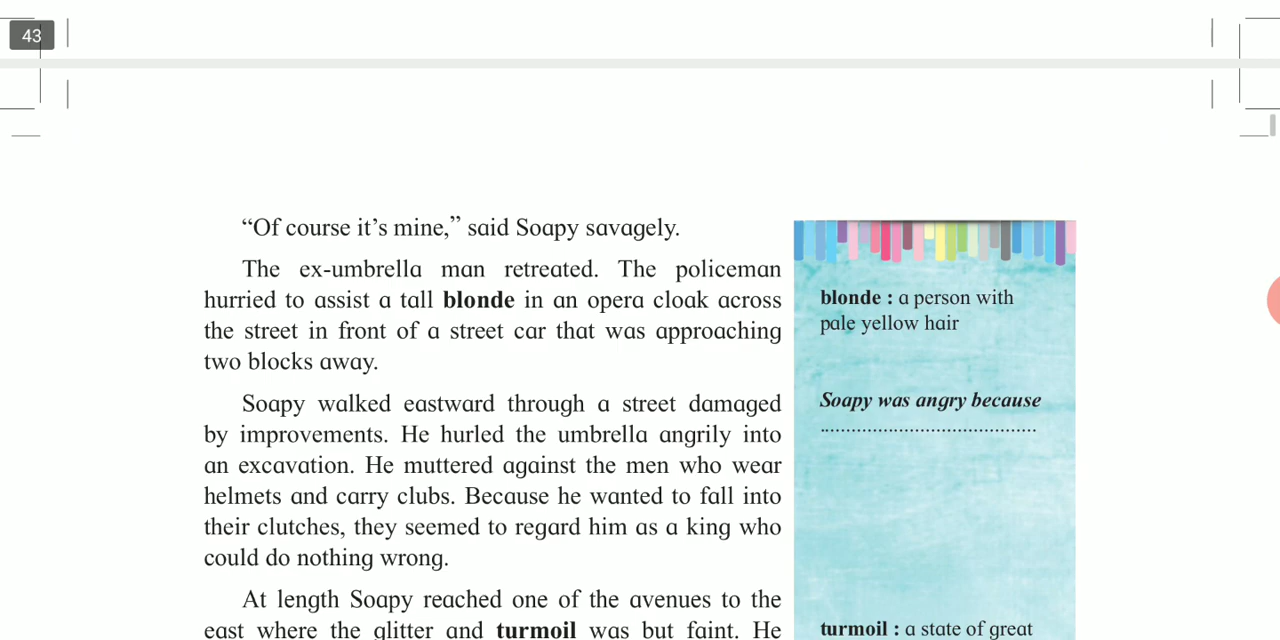 43
“Of course it’s mine,” said Soapy savagely.
The ex-umbrella man retreated. The policeman
hurried to assist a tall blonde in an opera cloak across
the street in front of a street car that was approaching
two blocks away.
Soapy walked eastward through a street damaged
by improvements. He hurled the umbrella angrily into
an excavation. He muttered against the men who wear
helmets and carry clubs. Because he wanted to fall into
their clutches, they seemed to regard him as a king who
could do nothing wrong.
At length Soapy reached one of the avenues to the
east where the glitter and turmoil was but faint. He
blonde : a person with
pale yellow hair
Soapy was angry because
.........................................
turmoil : a state of great